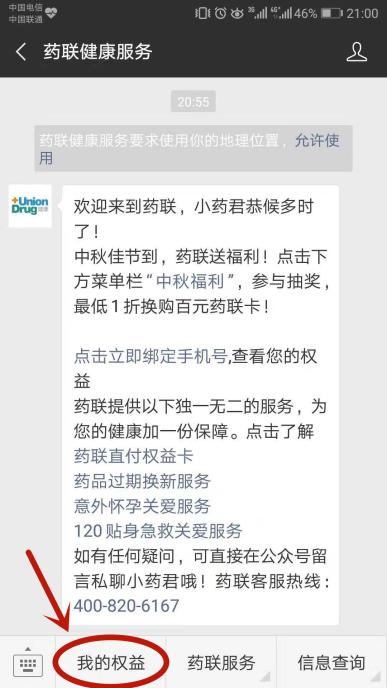 中国电信
中国联通
3G
4G
46%
21:00
药联健康服务
20:55
药联健康服务要求使用你的地理位置，允许使
用
Union
Drug
欢迎来到药联，小药君恭候多时
了！
中秋佳节到，药联送福利！点击下
方菜单栏“中秋福利”，参与抽奖，
最低1折换购百元药联卡！
点击立即绑定手机号,查看您的权
益
药联提供以下独一无二的服务，为
您的健康加一份保障。点击了解
药联直付权益卡
药品过期换新服务
意外怀孕关爱服务
120贴身急救关爱服务
如有任何疑问，可直接在公众号留
言私聊小药君哦！药联客服热线：
400-820-6167
我的权益
药联服务
信息查询